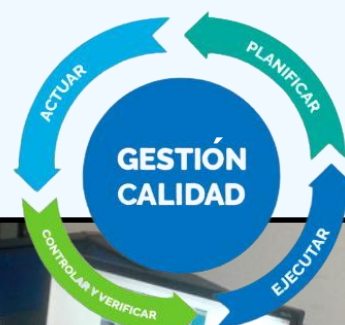 ACTUAR
PLANIFICAR
GESTIÓN
CALIDAD
CONTROLAR Y VERIFICAR
EJECUTAR